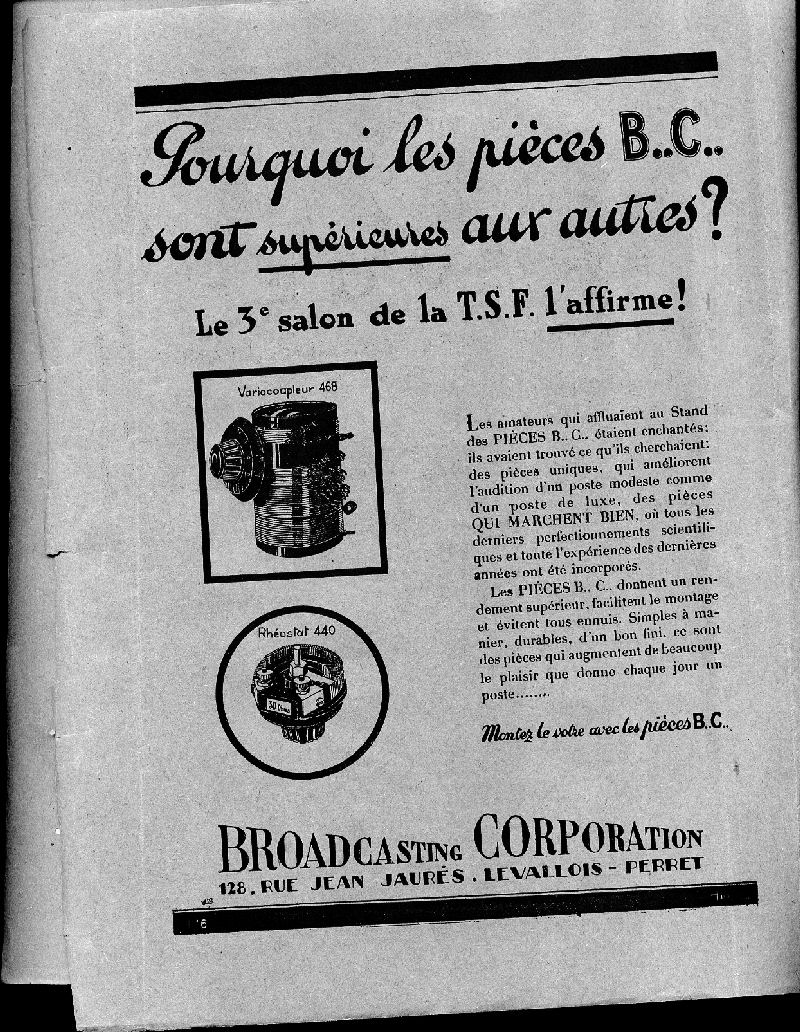 Pourquoi les pièces B..C..
sont supérieures aux autres?
Le 3e salon de la T.S.F. l'affirme!
Variocoupleur 468
Rhéostat 440
30 Ohms
Les amateurs qui affluaient au Stand
des PIÈCES B.. C.. étaient enchantés;
ils avaient trouvé ce qu'ils cherchaient:
des pièces uniques, qui améliorent
l'audition d'un poste modeste comme
d'un poste de luxe, des pièces
QUI MARCHENT BIEN, où tous les
derniers perfectionnements scientifi-
ques et toute l'expérience des dernières
années ont été incorporés.
Les PIÈCES B.. C.. donnent un ren-
dement supérieur, facilitent le montage
et évitent tous ennuis. Simples à ma-
nier, durables, d'un bon fini, ce sont
des pièces qui augmentent de beaucoup
le plaisir que donne chaque jour un
poste........
Montez le votre avec les pièces B..C..
BROADCASTING CORPORATION
128, RUE JEAN JAURÉS . LEVALLOIS - PERRET